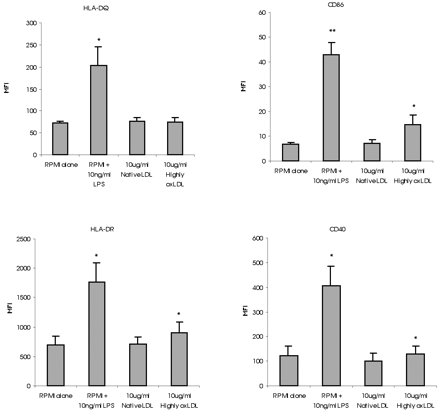 HLA-DQ
MFI
300
250
200
150
100
50
0
*
RPMI alone
RPMI +
10ng/ml
LPS
10ug/ml
Native LDL
10ug/ml
Highly
oxLDL
CD86
MFI
60
50
40
30
20
10
0
**
*
RPMI alone
RPMI +
10ng/ml LPS
10ug/ml
Native LDL
10ug/ml
Highly oxLDL
HLA-DR
MFI
2500
2000
1500
1000
500
0
*
*
RPMI alone
RPMI +
10ng/ml LPS
10ug/ml
Native LDL
10ug/ml
Highly oxLDL
CD40
MFI
600
500
400
300
200
100
0
*
*
RPMI alone
RPMI +
10ng/ml LPS
10ug/ml
Native LDL
10ug/ml
Highly oxLDL